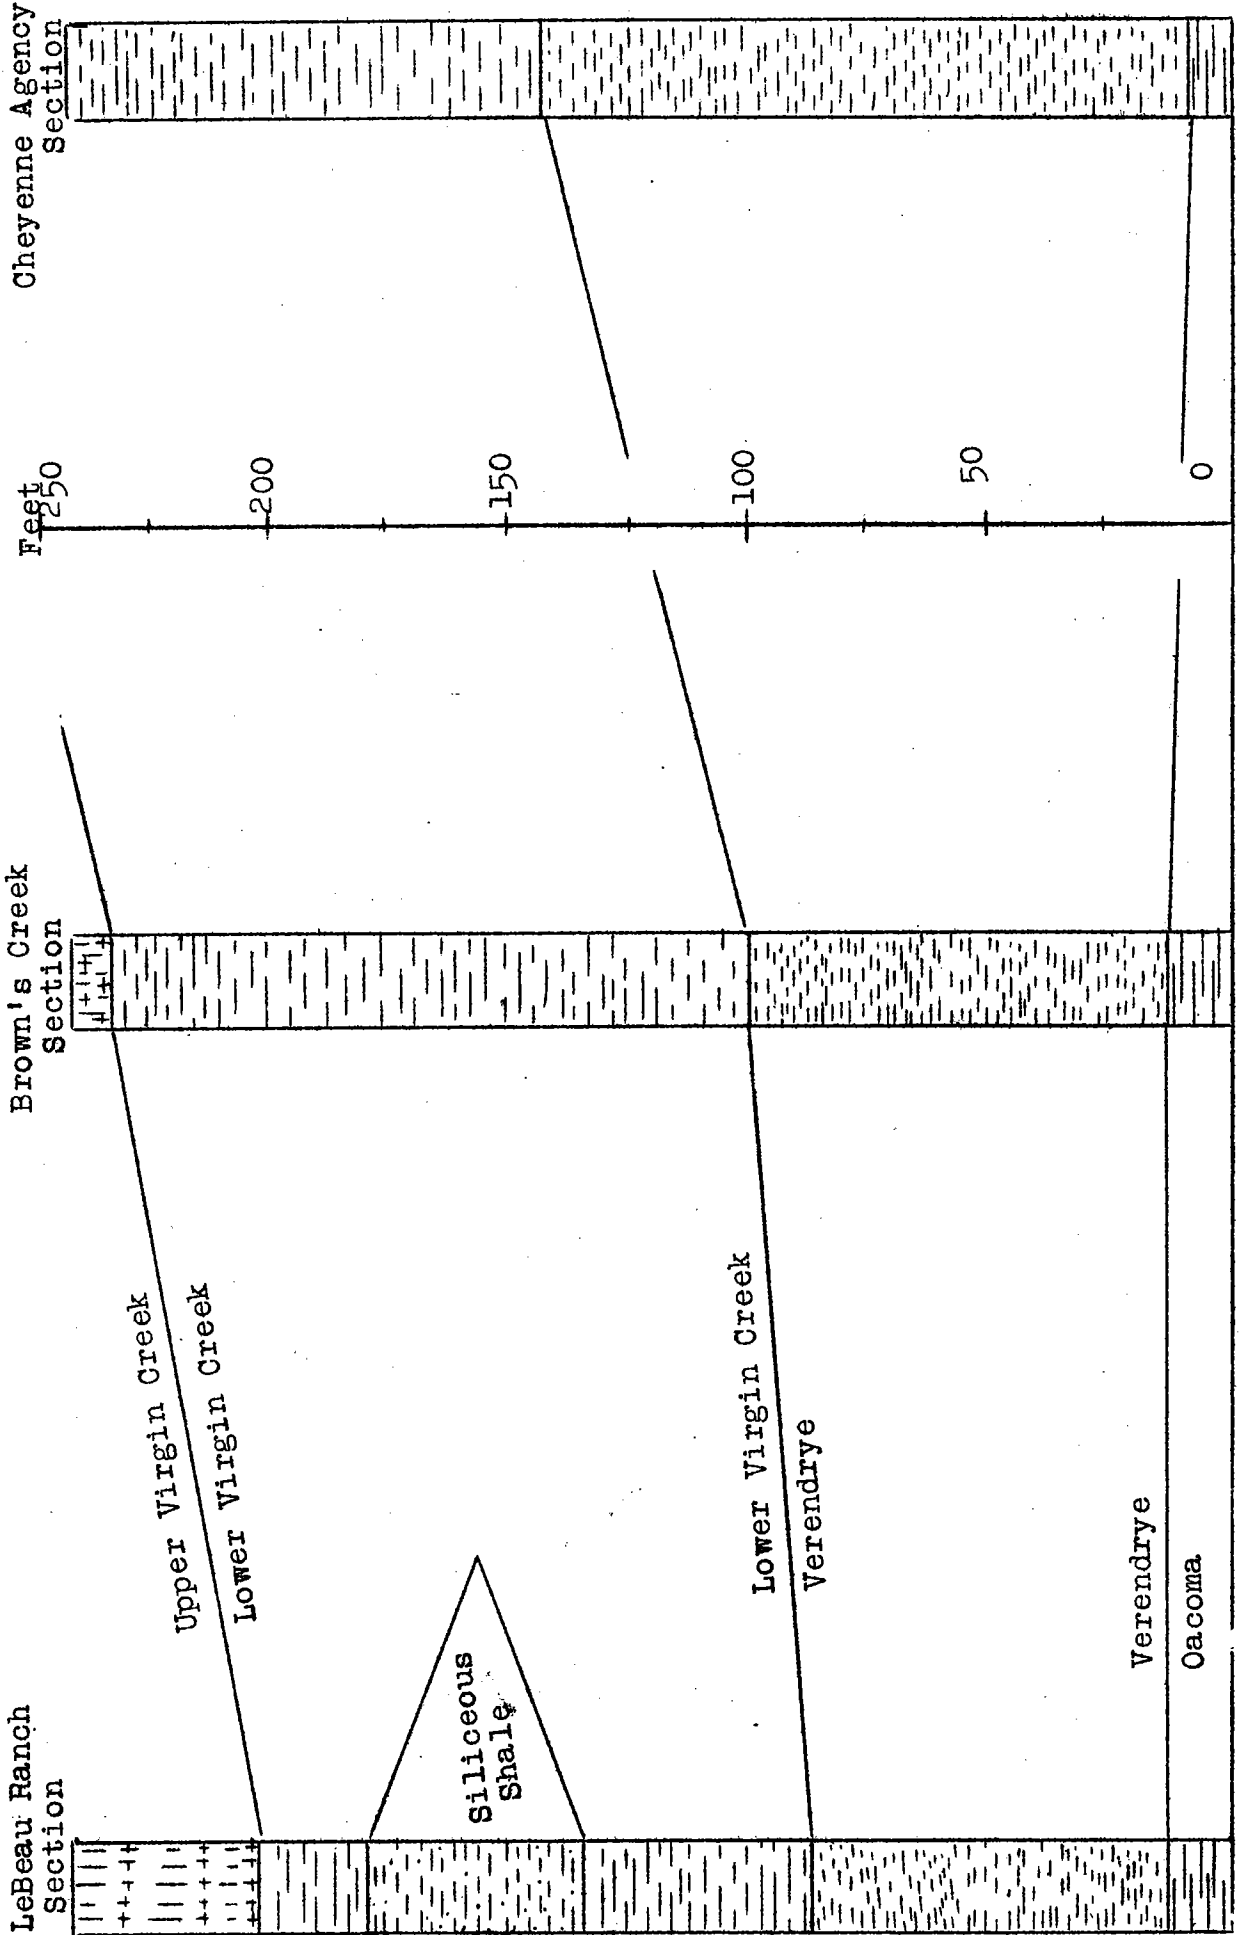 LeBeau Ranch
Section
Brown's Creek
Section
Feet
Cheyenne Agency
Section
250
200
150
100
50
0
Upper Virgin Creek
Lower Virgin Creek
Siliceous
Shale
Lower Virgin Creek
Verendrye
Verendrye
Oacoma